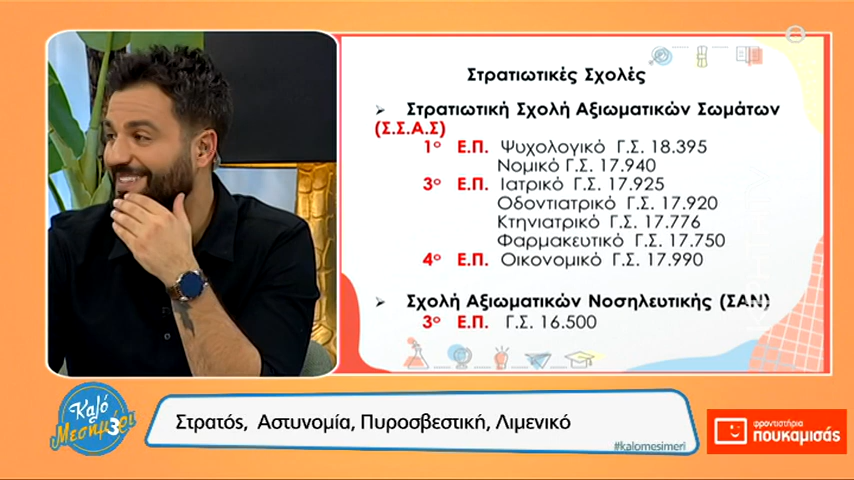 Στρατιωτικές Σχολές
➢ Στρατιωτική Σχολή Αξιωματικών Σωμάτων
(Σ.Σ.Α.Σ)
1ο Ε.Π. Ψυχολογικό Γ.Σ. 18.395
Νομικό Γ.Σ. 17.940
3ο Ε.Π. Ιατρικό Γ.Σ. 17.925
Οδοντιατρικό Γ.Σ. 17.920
Κτηνιατρικό Γ.Σ. 17.776
Φαρμακευτικό Γ.Σ. 17.750
4ο Ε.Π. Οικονομικό Γ.Σ. 17.990
➢ Σχολή Αξιωματικών Νοσηλευτικής (ΣΑΝ)
3ο Ε.Π. Γ.Σ. 16.500
Καλό
Μεσημέρι
3
Στρατός, Αστυνομία, Πυροσβεστική, Λιμενικό
#kalomesimeri
φροντιστήρια
πουκαμισάς